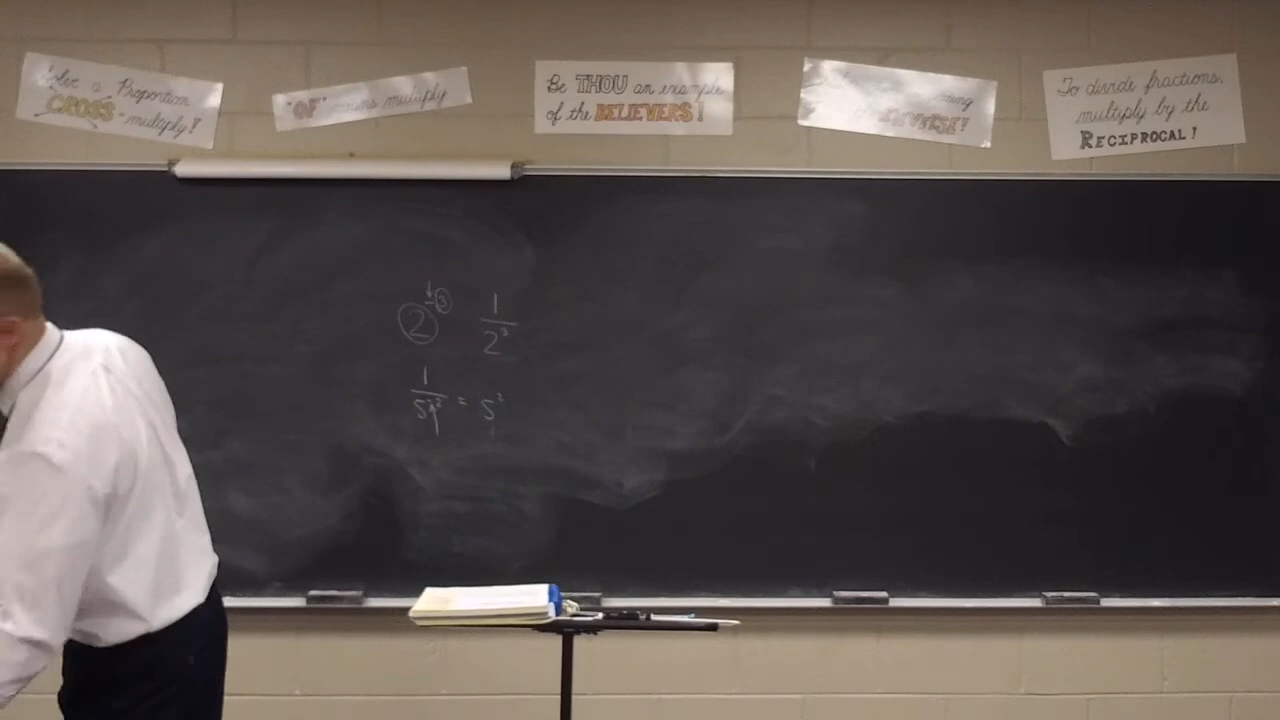 Solve a Proportion
"CROSS"-multiply!
"OF" means multiply
Be THOU an example
of the BELIEVERS!
INVERSE!
To divide fractions,
multiply by the
RECIPROCAL!
2⁻³ 1/2³
1/5⁻² = 5²